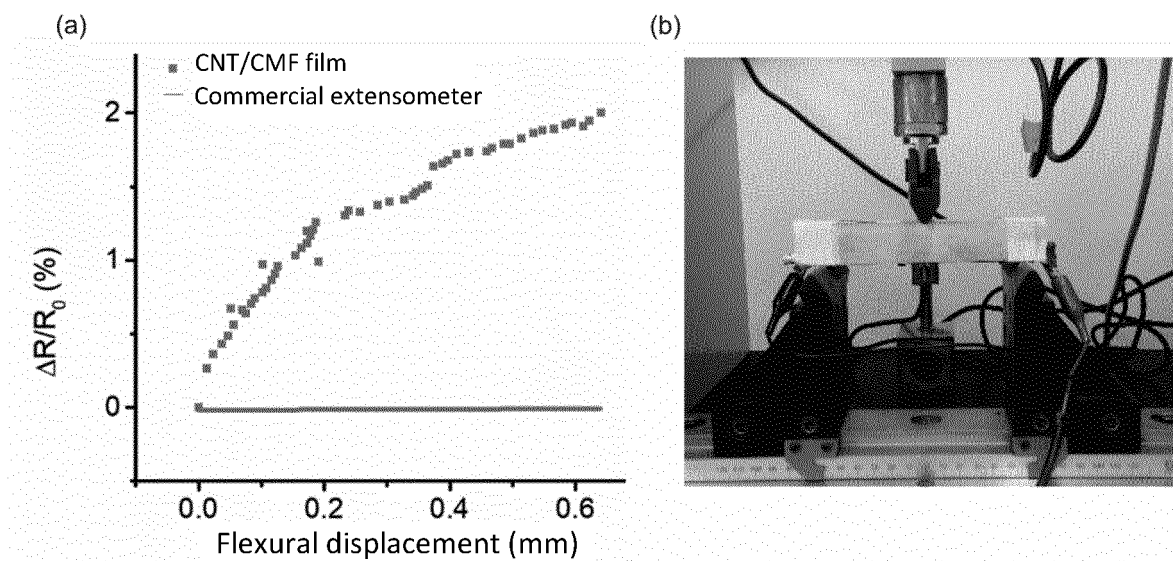 (a)
CNT/CMF film
Commercial extensometer
2
1
0
ΔR/R₀ (%)
0.0 0.2 0.4 0.6
Flexural displacement (mm)
(b)